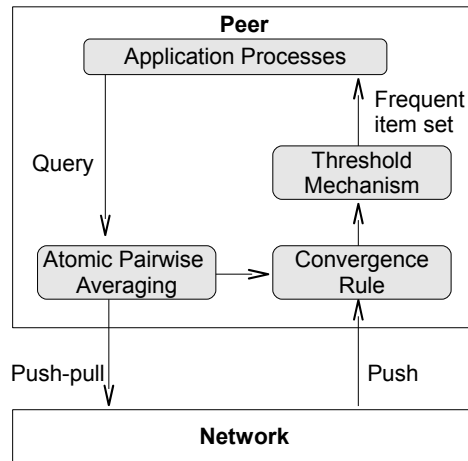 Peer
Application Processes
Frequent
item set
Query
Threshold
Mechanism
Atomic Pairwise
Averaging
Convergence
Rule
Push-pull
Push
Network